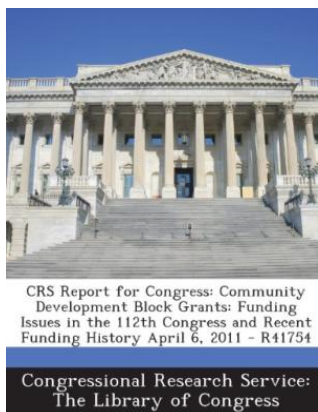 CRS Report for Congress: Community
Development Block Grants: Funding
Issues in the 112th Congress and Recent
Funding History April 6, 2011 - R41754
Congressional Research Service:
The Library of Congress